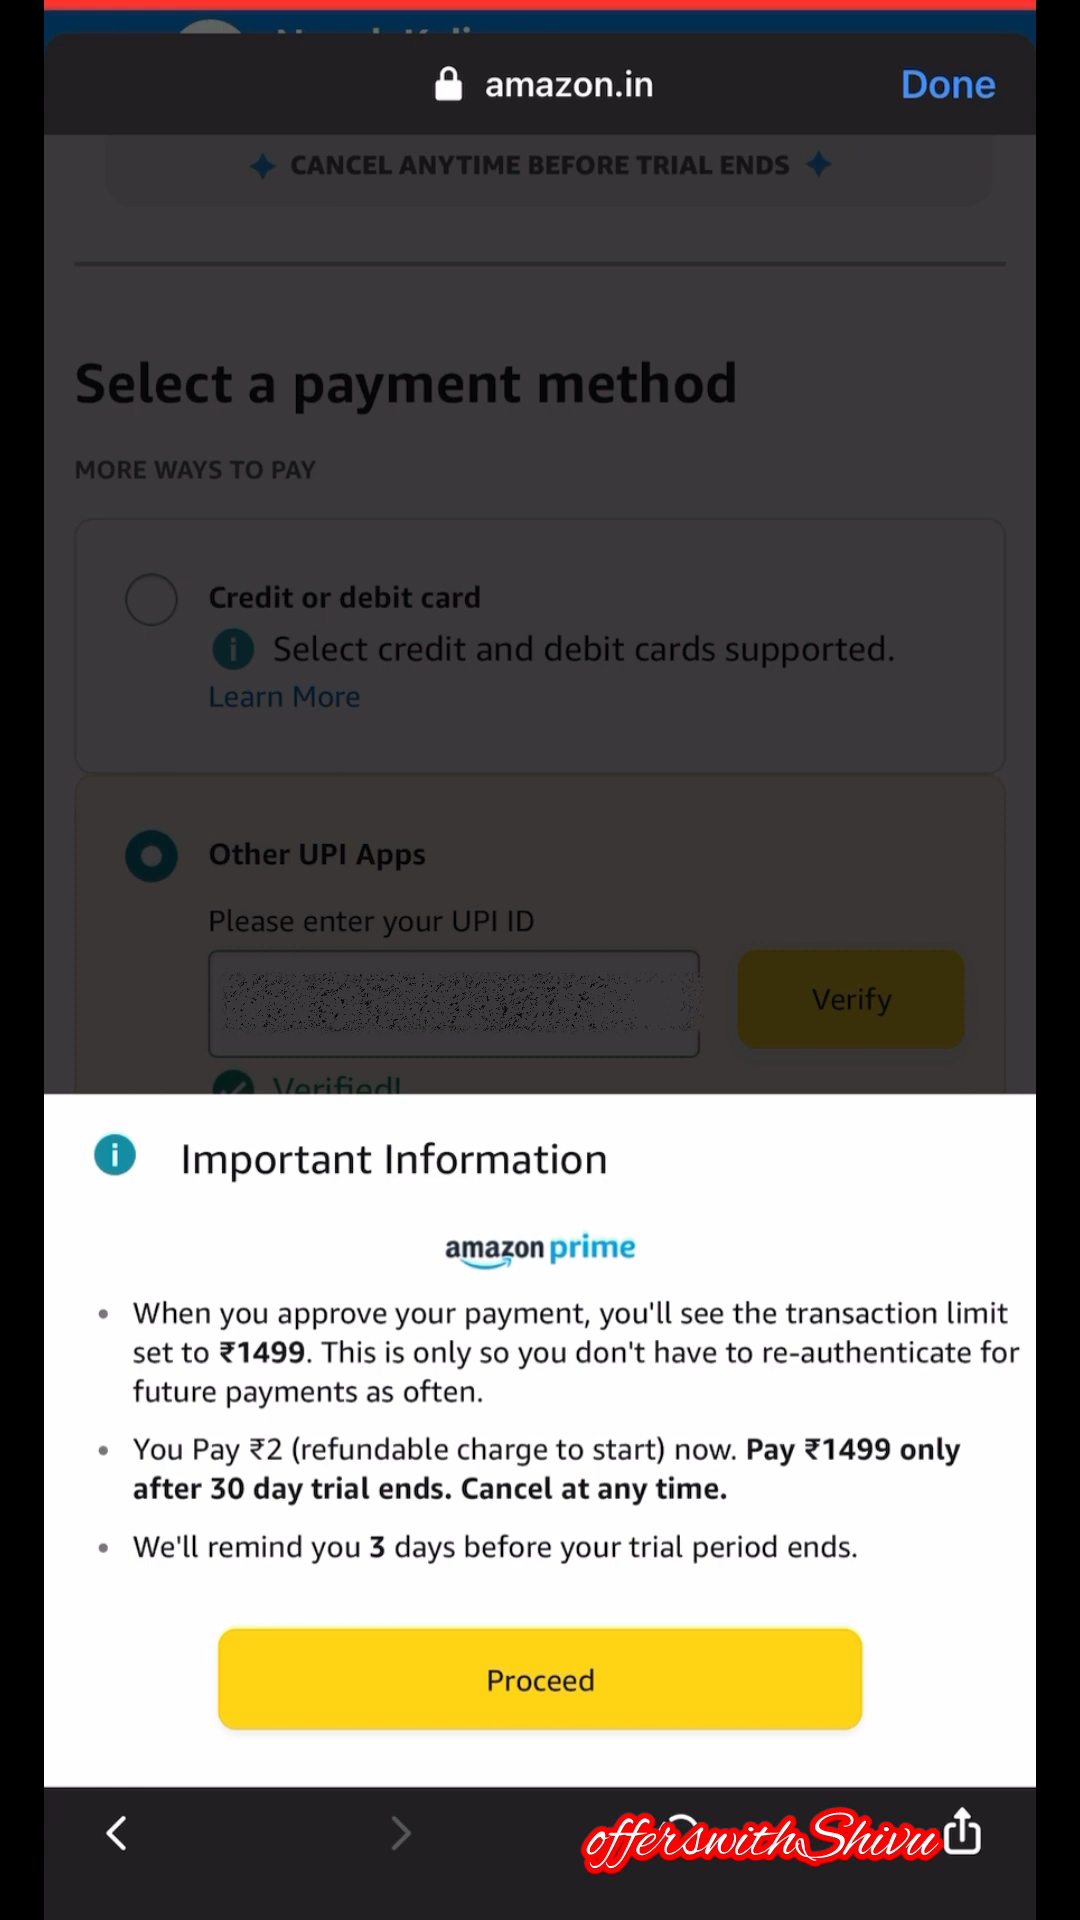 amazon.in
Done
CANCEL ANYTIME BEFORE TRIAL ENDS
Select a payment method
MORE WAYS TO PAY
Credit or debit card
Select credit and debit cards supported.
Learn More
Other UPI Apps
Please enter your UPI ID
Verify
Verified!
Important Information
amazon prime
• When you approve your payment, you'll see the transaction limit
set to ₹1499. This is only so you don't have to re-authenticate for
future payments as often.
• You Pay ₹2 (refundable charge to start) now. Pay ₹1499 only
after 30 day trial ends. Cancel at any time.
• We'll remind you 3 days before your trial period ends.
Proceed
offerswithShivu